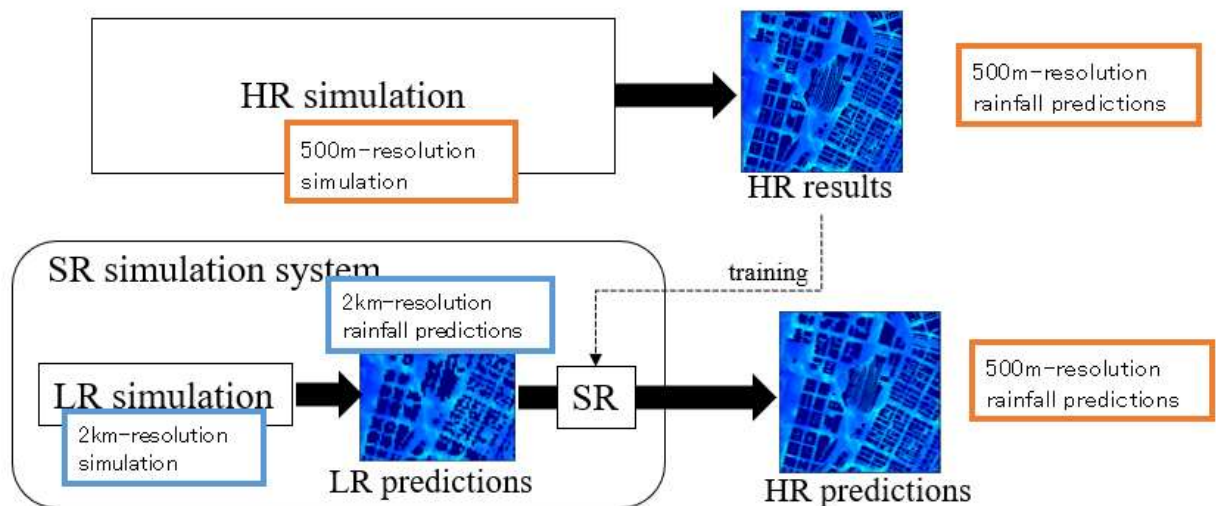 HR simulation
500m-resolution
simulation
HR results
500m-resolution
rainfall predictions
training
SR simulation system
2km-resolution
rainfall predictions
LR simulation
2km-resolution
simulation
LR predictions
SR
HR predictions
500m-resolution
rainfall predictions